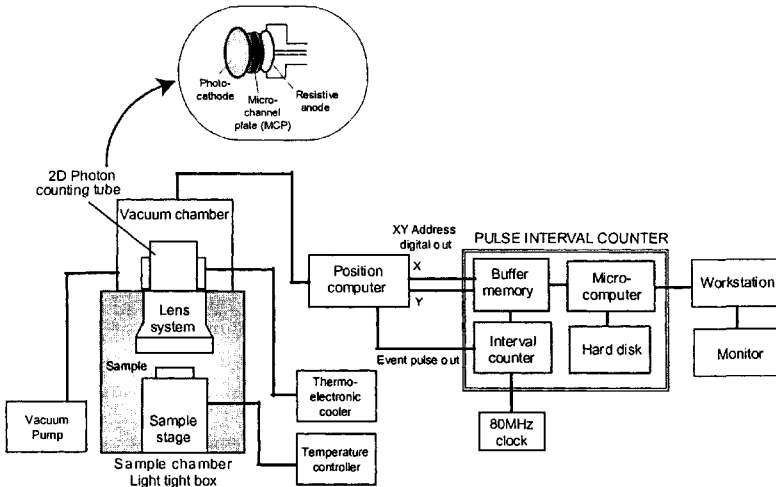 Photo-
cathode
Micro-
channel
plate (MCP)
Resistive
anode
2D Photon
counting tube
Vacuum chamber
Lens
system
Sample
Sample
stage
Vacuum
Pump
Sample chamber
Light tight box
Thermo-
electronic
cooler
Temperature
controller
Position
computer
XY Address
digital out
X
Y
Event pulse out
PULSE INTERVAL COUNTER
Buffer
memory
Micro-
computer
Interval
counter
Hard disk
80MHz
clock
Workstation
Monitor